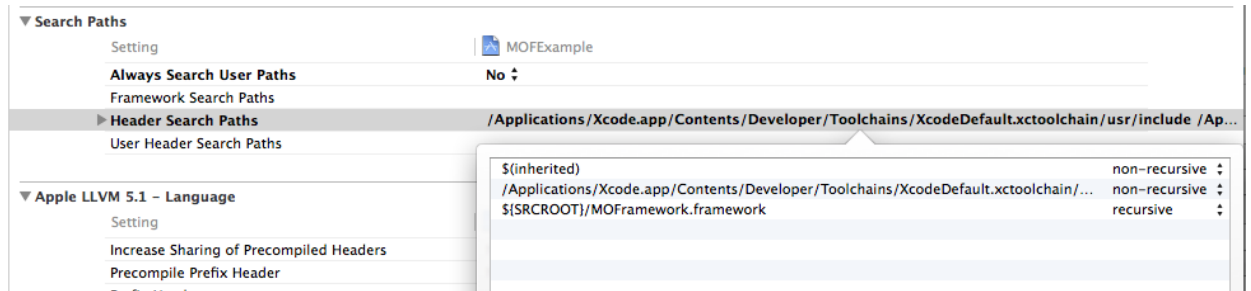 Search Paths
Setting MOFExample
Always Search User Paths No
Framework Search Paths
Header Search Paths /Applications/Xcode.app/Contents/Developer/Toolchains/XcodeDefault.xctoolchain/usr/include /Ap...
User Header Search Paths
$(inherited) non-recursive
/Applications/Xcode.app/Contents/Developer/Toolchains/XcodeDefault.xctoolchain/... non-recursive
Apple LLVM 5.1 – Language
${SRCROOT}/MOFramework.framework recursive
Setting
Increase Sharing of Precompiled Headers
Precompile Prefix Header